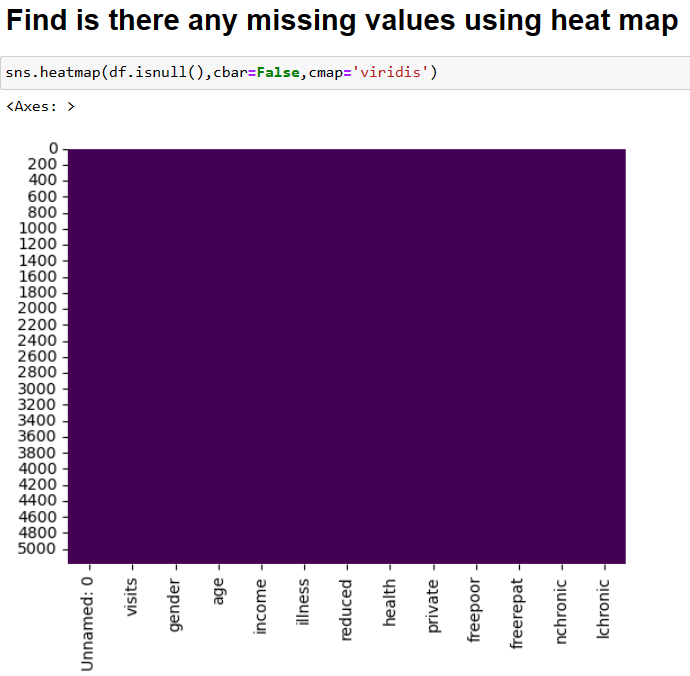 Find is there any missing values using heat map
sns.heatmap(df.isnull(),cbar=False,cmap='viridis')
<Axes: >
0
200
400
600
800
1000
1200
1400
1600
1800
2000
2200
2400
2600
2800
3000
3200
3400
3600
3800
4000
4200
4400
4600
4800
5000
Unnamed: 0
visits
gender
age
income
illness
reduced
health
private
freepoor
freerepat
nchronic
lchronic